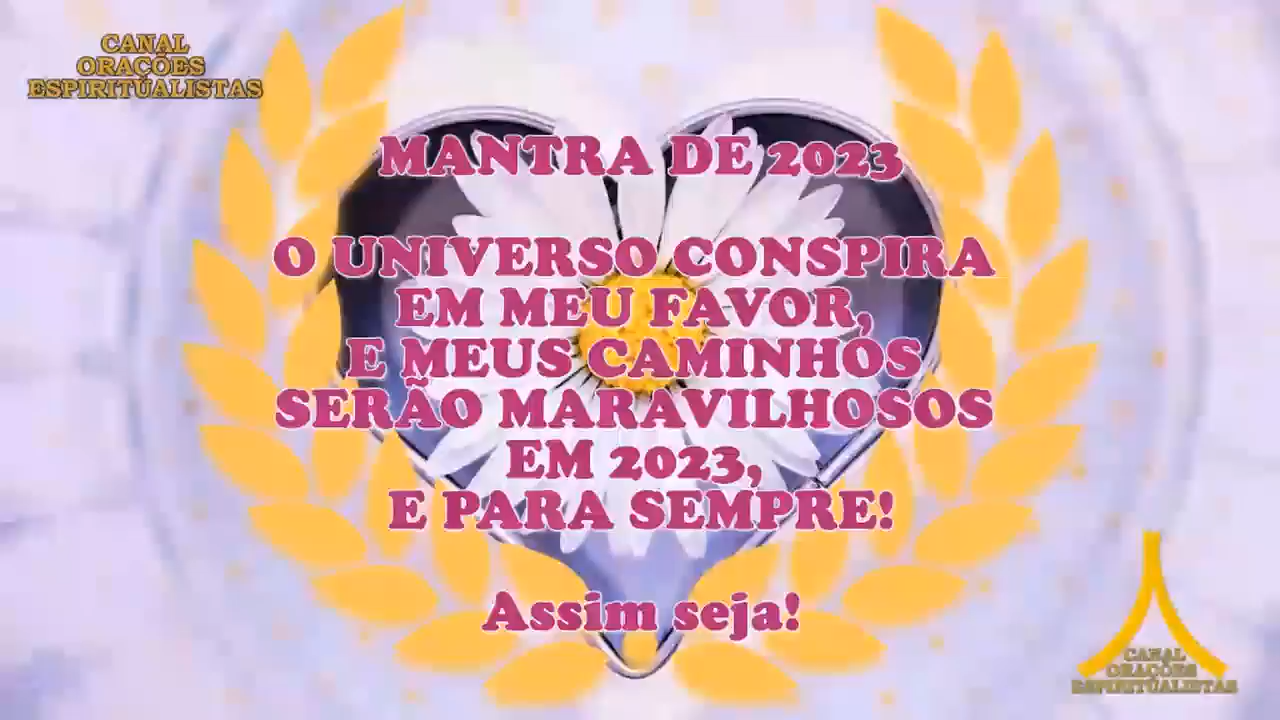 CANAL
ORAÇÕES
ESPIRITUALISTAS
MANTRA DE 2023
O UNIVERSO CONSPIRA
EM MEU FAVOR,
E MEUS CAMINHOS
SERÃO MARAVILHOSOS
EM 2023,
E PARA SEMPRE!
Assim seja!
CANAL
ORAÇÕES
ESPIRITUALISTAS